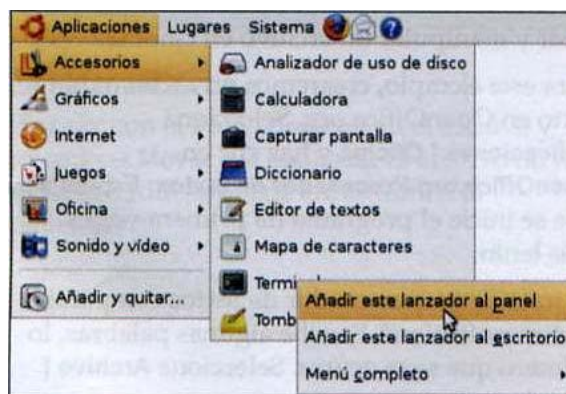 Aplicaciones Lugares Sistema
Accesorios
Gráficos
Internet
Juegos
Oficina
Sonido y vídeo
Añadir y quitar...
Analizador de uso de disco
Calculadora
Capturar pantalla
Diccionario
Editor de textos
Mapa de caracteres
Añadir este lanzador al panel
Añadir este lanzador al escritorio
Menú completo